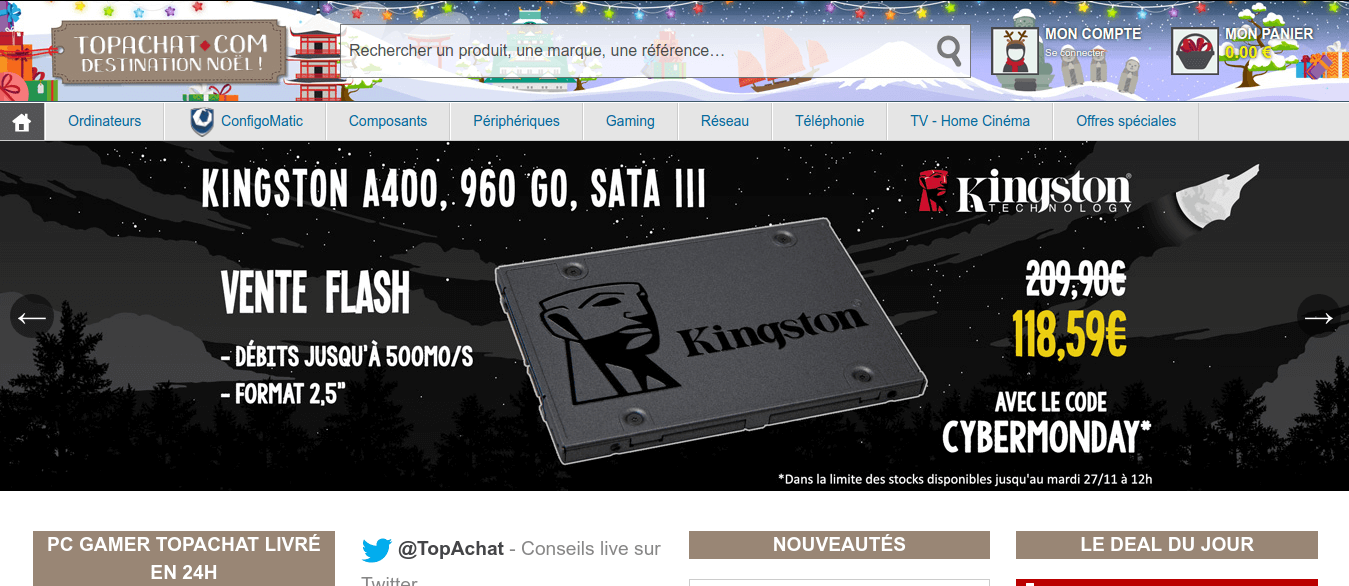 TOPACHAT.COM
DESTINATION NOËL !
Rechercher un produit, une marque, une référence…
MON COMPTE
Se connecter
MON PANIER
0,00 €
Ordinateurs
ConfigoMatic
Composants
Périphériques
Gaming
Réseau
Téléphonie
TV - Home Cinéma
Offres spéciales
KINGSTON A400, 960 GO, SATA III
Kingston
TECHNOLOGY
VENTE FLASH
- DÉBITS JUSQU'À 500MO/S
- FORMAT 2,5"
Kingston
209,90€
118,59€
AVEC LE CODE
CYBERMONDAY*
*Dans la limite des stocks disponibles jusqu'au mardi 27/11 à 12h
PC GAMER TOPACHAT LIVRÉ
EN 24H
@TopAchat - Conseils live sur
Twitter
NOUVEAUTÉS
LE DEAL DU JOUR